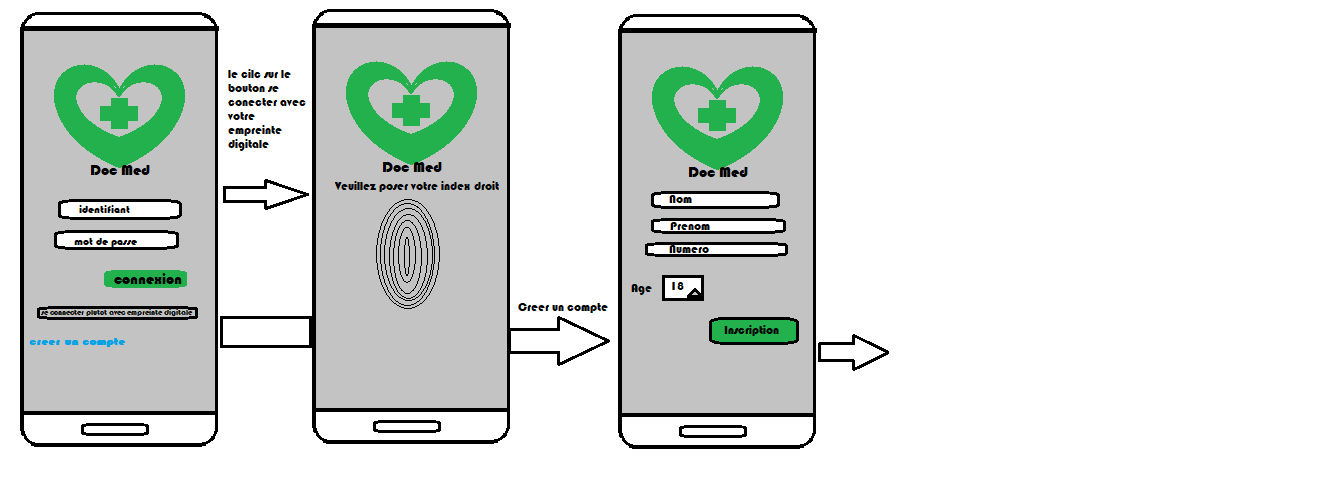 Doc Med
identifiant
mot de passe
connexion
se connecter plutot avec empreinte digitale
creer un compte
le cilc sur le
bouton se
conecter avec
votre
empreinte
digitale
Doc Med
Veuillez poser votre index droit
Creer un compte
Doc Med
Nom
Prenom
Numero
Age 18
Inscription